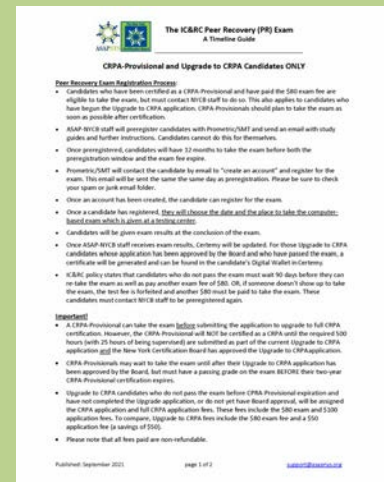 ASAP
The IC&RC Peer Recovery (PR) Exam
A Timeline Guide
CRPA-Provisional and Upgrade to CRPA Candidates ONLY
Peer Recovery Exam Registration Process:
• Candidates who have been certified as a CRPA-Provisional and have paid the $80 exam fee are
eligible to take the exam, but must contact NYCB staff to do so. This also applies to candidates who
have begun the Upgrade to CRPA application. CRPA-Provisionals should plan to take the exam as
soon as possible after certification.
• ASAP-NYCB staff will preregister candidates with Prometric/SMT and send an email with study
guides and further instructions. Candidates cannot do this for themselves.
• Once preregistered, candidates will have 12-months to take the exam before both the
preregistration window and the exam fee expire.
• Prometric/SMT will contact the candidate by email to "create an account" and register for the
exam. This email will be sent the same the same day as preregistration. Please be sure to check
your spam or junk email folder.
• Once an account has been created, the candidate can register for the exam.
• Once a candidate has registered, they will choose the date and the place to take the computer-
based exam which is given at a testing center.
• Candidates will be given exam results at the conclusion of the exam.
• Once ASAP-NYCB staff receives exam results, Certemy will be updated. For those Upgrade to CRPA
candidates whose application has been approved by the Board and who have passed the exam, a
certificate will be generated and can be found in the candidate's Digital Wallet in Certemy.
• IC&RC policy states that candidates who do not pass the exam must wait 90 days before they can
re-take the exam as well as pay another exam fee of $80. OR, if someone doesn't show up to take
the exam, the test fee is forfeited and another $80 must be paid to take the exam. These
candidates must contact NYCB staff to be preregistered again.
Important!
• A CRPA-Provisional can take the exam before submitting the application to upgrade to full CRPA
certification. However, the CRPA-Provisional will NOT be certified as a CRPA until the required 500
hours (with 25 hours of being supervised) are submitted as part of the current Upgrade to CRPA
application and the New York Certification Board has approved the Upgrade to CRPA application.
• CRPA-Provisionals may wait to take the exam until after their Upgrade to CRPA application has
been approved by the Board, but must have a passing grade on the exam BEFORE their two-year
CRPA-Provisional certification expires.
• Upgrade to CRPA candidates who do not pass the exam before CPRA-Provisional expiration and
have not completed the Upgrade application, or do not yet have Board approval, will be assigned
the CRPA application and full CRPA application fees. These fees include the $80 exam and $100
application fees. To compare, Upgrade to CRPA fees include the $80 exam fee and a $50
application fee (a savings of $50).
• Please note that all fees paid are non-refundable.
Published: September 2021
page 1 of 2
support@asapnys.org